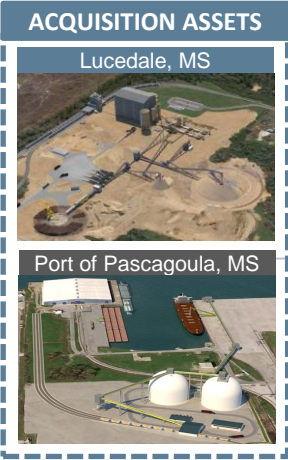 ACQUISITION ASSETS
Lucedale, MS
Port of Pascagoula, MS